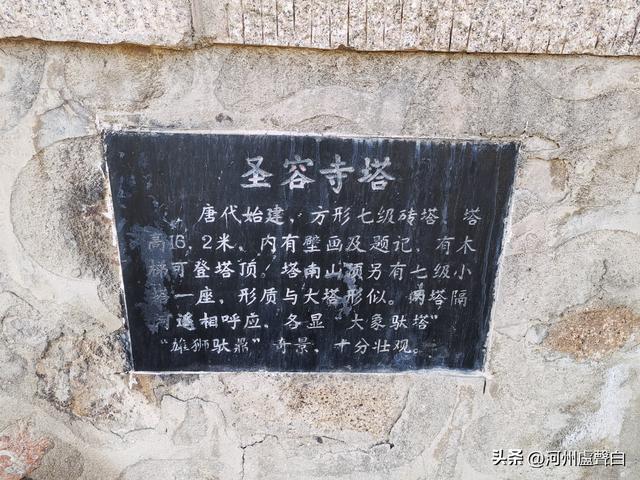 圣容寺塔
唐代始建，方形七级砖塔，塔
高16.2米，内有壁画及题记，有木
梯可登塔顶！塔南山顶另有七级小
塔一座，形质与大塔形似。两塔隔
河遥相呼应，各显“大象驮塔”
“雄狮驮鼎”奇景，十分壮观。
头条 @河州盧聲白